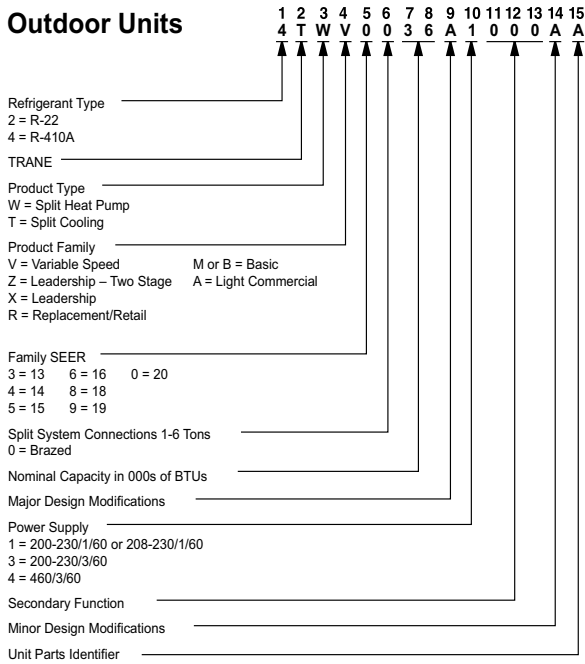 Outdoor Units
1 2 3 4 5 6 7 8 9 10 11 12 13 14 15
4 T W V 0 0 3 6 A 1 0 0 0 A A
Refrigerant Type
2 = R-22
4 = R-410A
TRANE
Product Type
W = Split Heat Pump
T = Split Cooling
Product Family
V = Variable Speed M or B = Basic
Z = Leadership – Two Stage A = Light Commercial
X = Leadership
R = Replacement/Retail
Family SEER
3 = 13 6 = 16 0 = 20
4 = 14 8 = 18
5 = 15 9 = 19
Split System Connections 1-6 Tons
0 = Brazed
Nominal Capacity in 000s of BTUs
Major Design Modifications
Power Supply
1 = 200-230/1/60 or 208-230/1/60
3 = 200-230/3/60
4 = 460/3/60
Secondary Function
Minor Design Modifications
Unit Parts Identifier